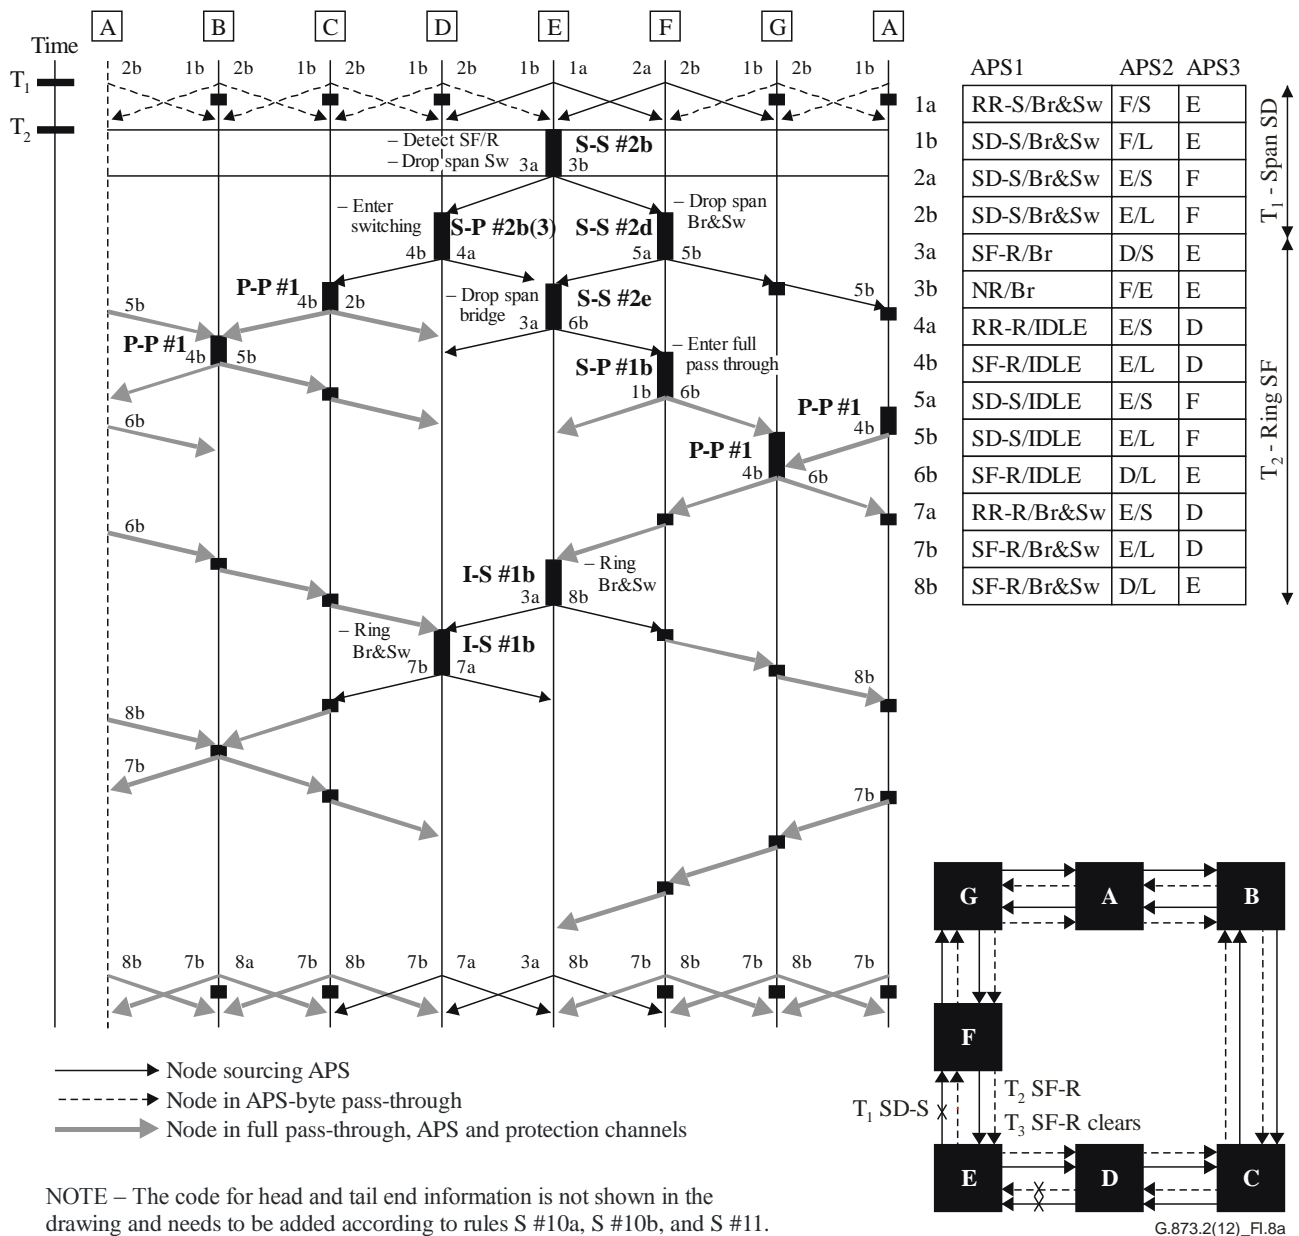 A B C D E F G A
Time
APS1 APS2 APS3
2b 1b 2b 1b 2b 1b 2b 1b 1a 2a 2b 1b 2b 1b
T1
T2
1a RR-S/Br&Sw F/S E
1b SD-S/Br&Sw F/L E
2a SD-S/Br&Sw E/S F
2b SD-S/Br&Sw E/L F
3a SF-R/Br D/S E
3b NR/Br F/E E
4a RR-R/IDLE E/S D
4b SF-R/IDLE E/L D
5a SD-S/IDLE E/S F
5b SD-S/IDLE E/L F
6b SF-R/IDLE D/L E
7a RR-R/Br&Sw E/S D
7b SF-R/Br&Sw E/L D
8b SF-R/Br&Sw D/L E
T1 - Span SD
T2 - Ring SF
– Detect SF/R
– Drop span Sw
S-S #2b
3a 3b
– Enter
switching
– Drop span
Br&Sw
S-P #2b(3)
S-S #2d
4b 4a 5a 5b
P-P #1
4b 2b
– Drop span
bridge
S-S #2e
5b
5b
3a 6b
P-P #1
4b 5b
– Enter full
pass through
S-P #1b
1b 6b
P-P #1
4b
6b
P-P #1
4b 6b
6b
I-S #1b
– Ring
Br&Sw
3a 8b
– Ring
Br&Sw
I-S #1b
7b 7a
8b
8b
7b
7b
8b 7b 8a 7b 8b 7b 7a 3a 8b 7b 8b 7b 8b 7b
Node sourcing APS
Node in APS-byte pass-through
Node in full pass-through, APS and protection channels
G A B
F
T1 SD-S
T2 SF-R
T3 SF-R clears
E D C
NOTE – The code for head and tail end information is not shown in the
drawing and needs to be added according to rules S #10a, S #10b, and S #11.
G.873.2(12)_FI.8a